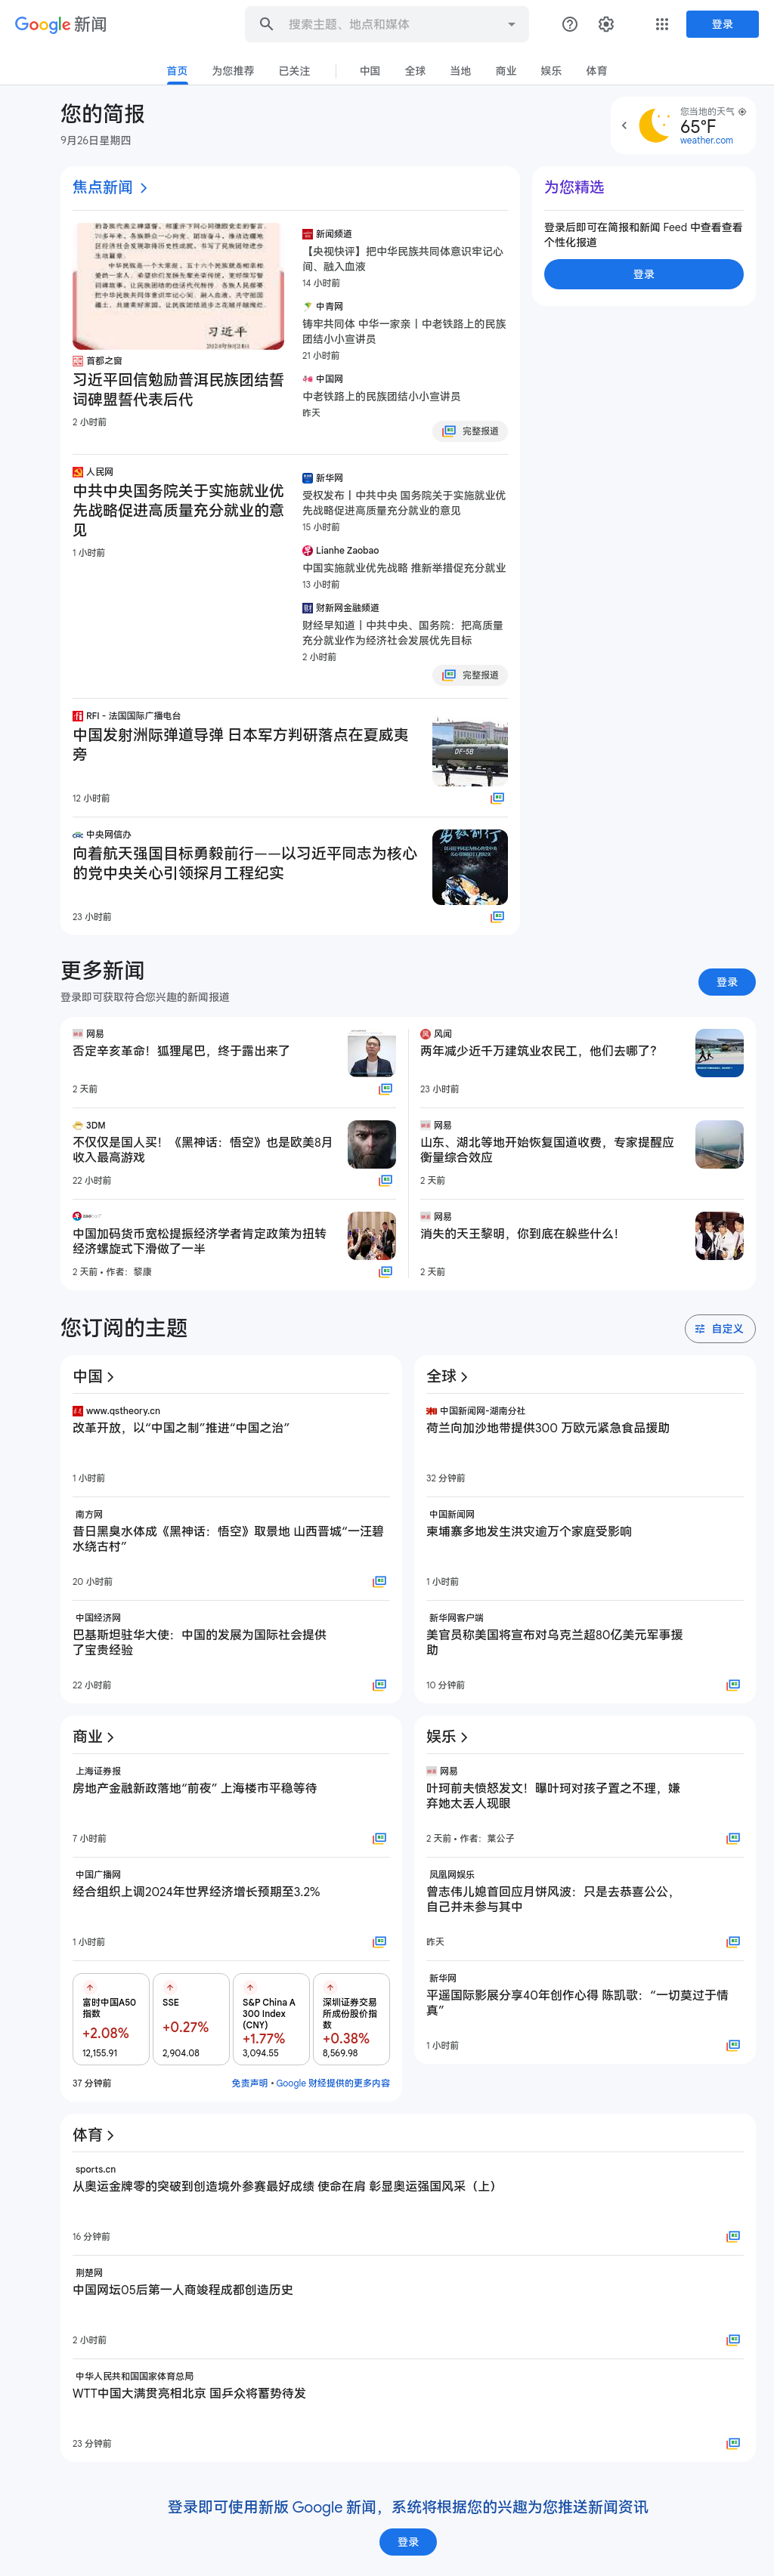 Google 新闻
搜索主题、地点和媒体
登录
首页
为您推荐
已关注
中国
全球
当地
商业
娱乐
体育
您的简报
9月26日星期四
您当地的天气
65°F
weather.com
焦点新闻
习近平
2024年9月24日
首都之窗
习近平回信勉励普洱民族团结誓
词碑盟誓代表后代
2 小时前
新闻频道
【央视快评】把中华民族共同体意识牢记心
间、融入血液
14 小时前
中青网
铸牢共同体 中华一家亲丨中老铁路上的民族
团结小小宣讲员
21 小时前
中国网
中老铁路上的民族团结小小宣讲员
昨天
完整报道
人民网
中共中央国务院关于实施就业优
先战略促进高质量充分就业的意
见
1 小时前
新华网
受权发布丨中共中央 国务院关于实施就业优
先战略促进高质量充分就业的意见
15 小时前
Lianhe Zaobao
中国实施就业优先战略 推新举措促充分就业
13 小时前
财新网金融频道
财经早知道丨中共中央、国务院：把高质量
充分就业作为经济社会发展优先目标
2 小时前
完整报道
RFI - 法国国际广播电台
中国发射洲际弹道导弹 日本军方判研落点在夏威夷
旁
DF-5B
12 小时前
中央网信办
向着航天强国目标勇毅前行——以习近平同志为核心
的党中央关心引领探月工程纪实
勇毅前行
23 小时前
为您精选
登录后即可在简报和新闻 Feed 中查看查看
个性化报道
登录
更多新闻
登录即可获取符合您兴趣的新闻报道
登录
网易
否定辛亥革命！狐狸尾巴，终于露出来了
2 天前
3DM
不仅仅是国人买！《黑神话：悟空》也是欧美8月
收入最高游戏
22 小时前
zaobao
中国加码货币宽松提振经济学者肯定政策为扭转
经济螺旋式下滑做了一半
2 天前 • 作者：黎康
风闻
两年减少近千万建筑业农民工，他们去哪了？
23 小时前
网易
山东、湖北等地开始恢复国道收费，专家提醒应
衡量综合效应
2 天前
网易
消失的天王黎明，你到底在躲些什么！
2 天前
您订阅的主题
自定义
中国
www.qstheory.cn
改革开放，以“中国之制”推进“中国之治”
1 小时前
南方网
昔日黑臭水体成《黑神话：悟空》取景地 山西晋城“一汪碧
水绕古村”
20 小时前
中国经济网
巴基斯坦驻华大使：中国的发展为国际社会提供
了宝贵经验
22 小时前
全球
中国新闻网-湖南分社
荷兰向加沙地带提供300 万欧元紧急食品援助
32 分钟前
中国新闻网
柬埔寨多地发生洪灾逾万个家庭受影响
1 小时前
新华网客户端
美官员称美国将宣布对乌克兰超80亿美元军事援
助
10 分钟前
商业
上海证券报
房地产金融新政落地“前夜” 上海楼市平稳等待
7 小时前
中国广播网
经合组织上调2024年世界经济增长预期至3.2%
1 小时前
富时中国A50
指数
+2.08%
12,155.91
SSE
+0.27%
2,904.08
S&P China A
300 Index
(CNY)
+1.77%
3,094.55
深圳证券交易
所成份股价指
数
+0.38%
8,569.98
37 分钟前
免责声明 • Google 财经提供的更多内容
娱乐
网易
叶珂前夫愤怒发文！曝叶珂对孩子置之不理，嫌
弃她太丢人现眼
2 天前 • 作者：葉公子
凤凰网娱乐
曾志伟儿媳首回应月饼风波：只是去恭喜公公，
自己并未参与其中
昨天
新华网
平遥国际影展分享40年创作心得 陈凯歌：“一切莫过于情
真”
1 小时前
体育
sports.cn
从奥运金牌零的突破到创造境外参赛最好成绩 使命在肩 彰显奥运强国风采（上）
16 分钟前
荆楚网
中国网坛05后第一人商竣程成都创造历史
2 小时前
中华人民共和国国家体育总局
WTT中国大满贯亮相北京 国乒众将蓄势待发
23 分钟前
登录即可使用新版 Google 新闻，系统将根据您的兴趣为您推送新闻资讯
登录